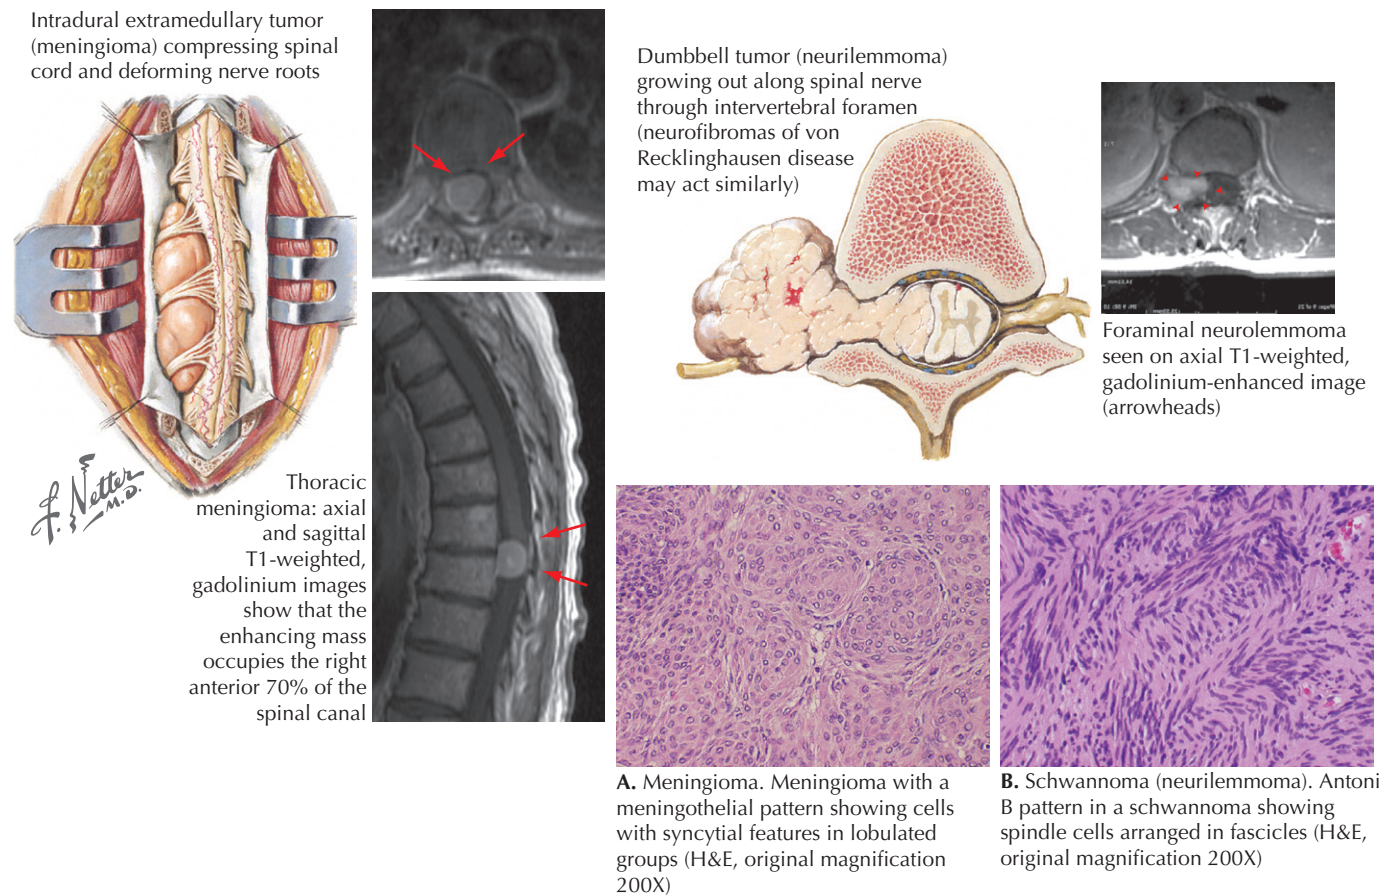 Intradural extramedullary tumor
(meningioma) compressing spinal
cord and deforming nerve roots
Dumbbell tumor (neurilemmoma)
growing out along spinal nerve
through intervertebral foramen
(neurofibromas of von
Recklinghausen disease
may act similarly)
Foraminal neurolemmoma
seen on axial T1-weighted,
gadolinium-enhanced image
(arrowheads)
F. Netter
M.D.
Thoracic
meningioma: axial
and sagittal
T1-weighted,
gadolinium images
show that the
enhancing mass
occupies the right
anterior 70% of the
spinal canal
A. Meningioma. Meningioma with a
meningothelial pattern showing cells
with syncytial features in lobulated
groups (H&E, original magnification
200X)
B. Schwannoma (neurilemmoma). Antoni
B pattern in a schwannoma showing
spindle cells arranged in fascicles (H&E,
original magnification 200X)